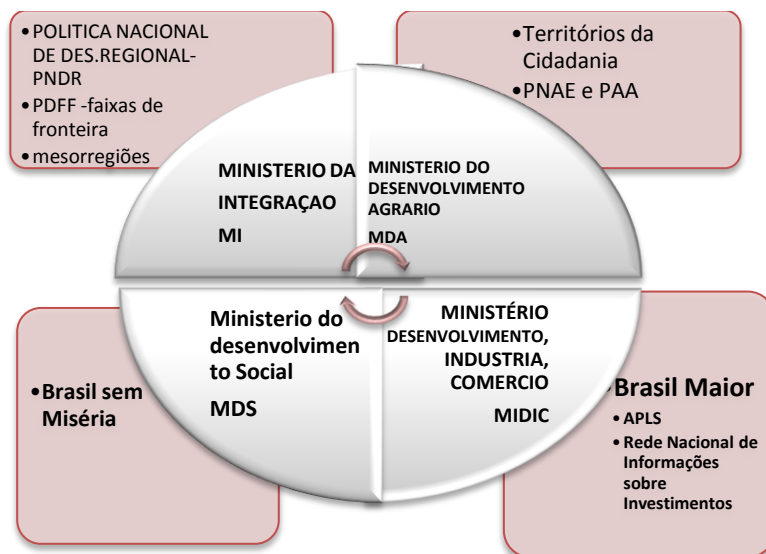 •POLITICA NACIONAL
DE DES.REGIONAL-
PNDR
•PDFF -faixas de
fronteira
•mesorregiões
•Territórios da
Cidadania
•PNAE e PAA
MINISTERIO DA
INTEGRAÇAO
MI
MINISTERIO DO
DESENVOLVIMENTO
AGRARIO
MDA
Ministerio do
desenvolvimen
to Social
MDS
MINISTÉRIO
DESENVOLVIMENTO,
INDUSTRIA,
COMERCIO
MIDIC
•Brasil sem
Miséria
•Brasil Maior
• APLS
• Rede Nacional de
Informações
sobre
Investimentos